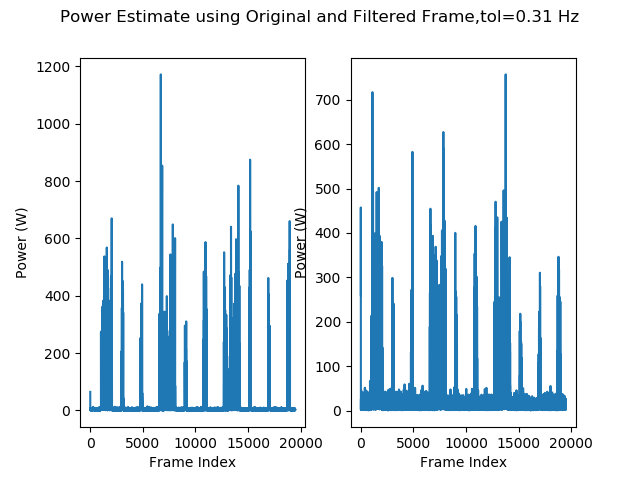 Power Estimate using Original and Filtered Frame,tol=0.31 Hz
Power (W)
1200
1000
800
600
400
200
0
0 5000 10000 15000 20000
Frame Index
Power (W)
700
600
500
400
300
200
100
0
0 5000 10000 15000 20000
Frame Index